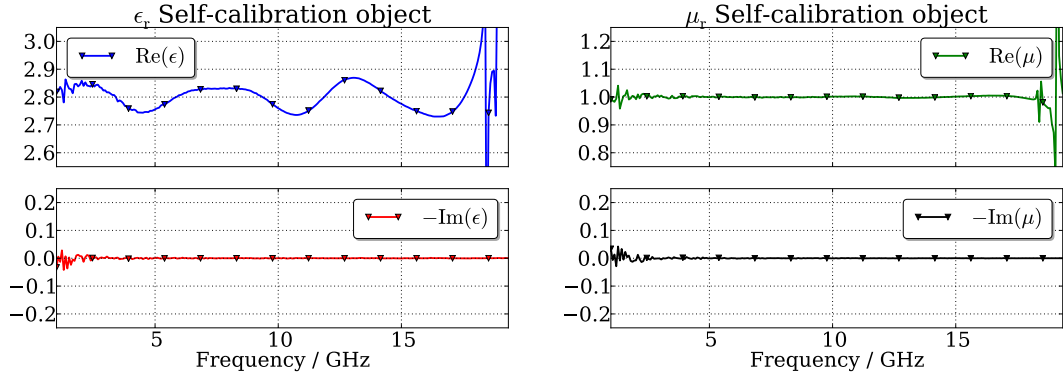 ϵr Self-calibration object
3.0
2.9
2.8
2.7
2.6
Re(ϵ)
0.2
0.1
0.0
−0.1
−0.2
−Im(ϵ)
5 10 15
Frequency / GHz
μr Self-calibration object
1.2
1.1
1.0
0.9
0.8
Re(μ)
0.2
0.1
0.0
−0.1
−0.2
−Im(μ)
5 10 15
Frequency / GHz